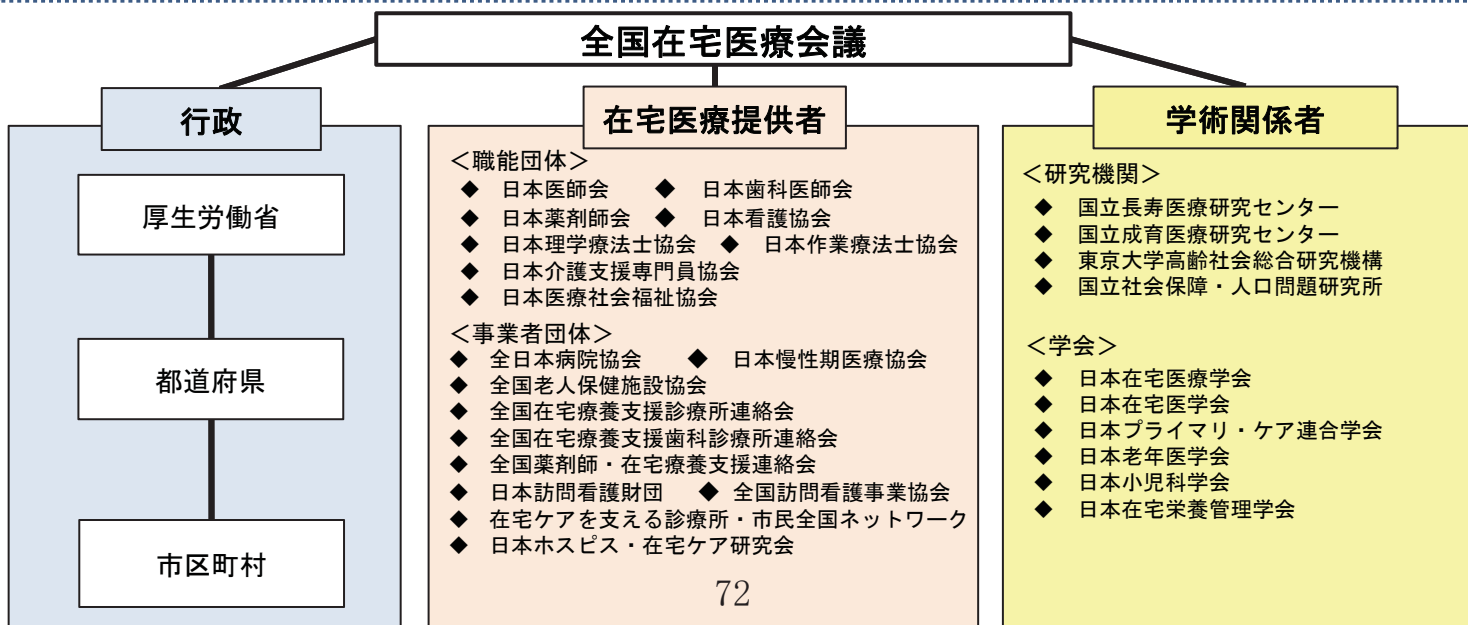 全国在宅医療会議
行政
厚生労働省
都道府県
市区町村
在宅医療提供者
＜職能団体＞
◆ 日本医師会 ◆ 日本歯科医師会
◆ 日本薬剤師会 ◆ 日本看護協会
◆ 日本理学療法士協会 ◆ 日本作業療法士協会
◆ 日本介護支援専門員協会
◆ 日本医療社会福祉協会
＜事業者団体＞
◆ 全日本病院協会 ◆ 日本慢性期医療協会
◆ 全国老人保健施設協会
◆ 全国在宅療養支援診療所連絡会
◆ 全国在宅療養支援歯科診療所連絡会
◆ 全国薬剤師・在宅療養支援連絡会
◆ 日本訪問看護財団 ◆ 全国訪問看護事業協会
◆ 在宅ケアを支える診療所・市民全国ネットワーク
◆ 日本ホスピス・在宅ケア研究会
72
学術関係者
＜研究機関＞
◆ 国立長寿医療研究センター
◆ 国立成育医療研究センター
◆ 東京大学高齢社会総合研究機構
◆ 国立社会保障・人口問題研究所
＜学会＞
◆ 日本在宅医療学会
◆ 日本在宅医学会
◆ 日本プライマリ・ケア連合学会
◆ 日本老年医学会
◆ 日本小児科学会
◆ 日本在宅栄養管理学会